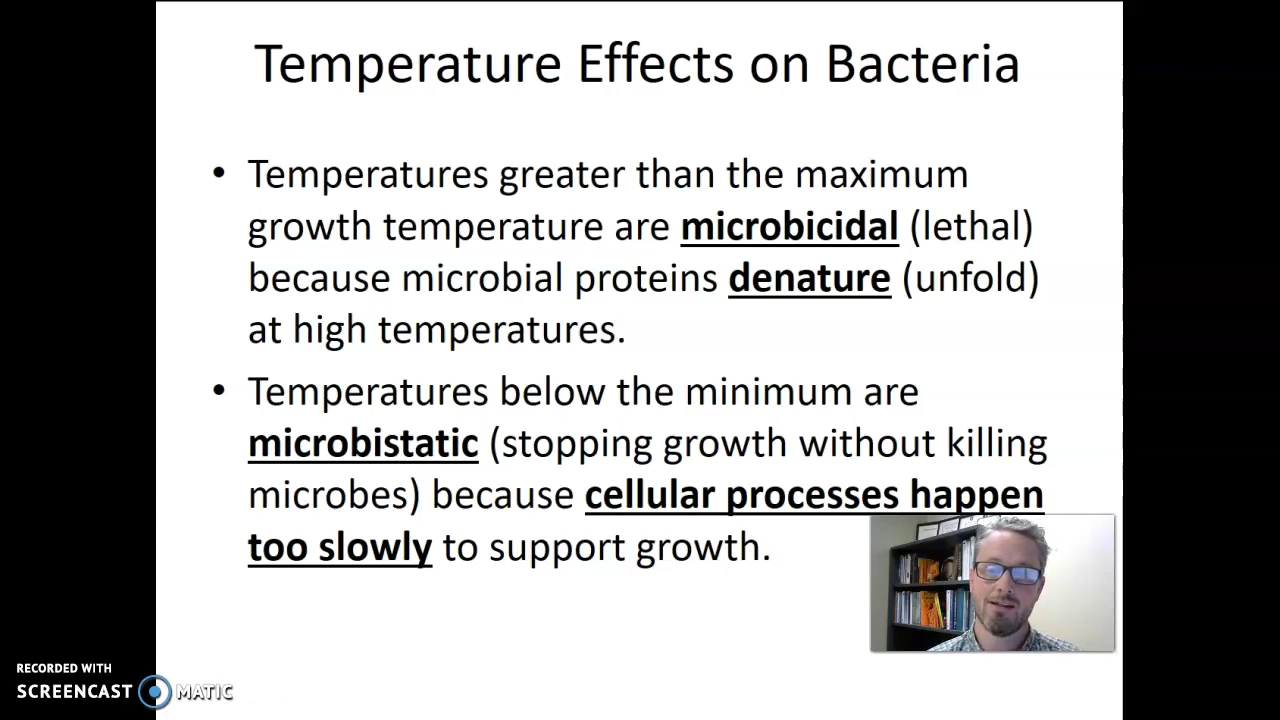 Temperature Effects on Bacteria
• Temperatures greater than the maximum
growth temperature are microbicidal (lethal)
because microbial proteins denature (unfold)
at high temperatures.
• Temperatures below the minimum are
microbistatic (stopping growth without killing
microbes) because cellular processes happen
too slowly to support growth.
RECORDED WITH
SCREENCAST MATIC